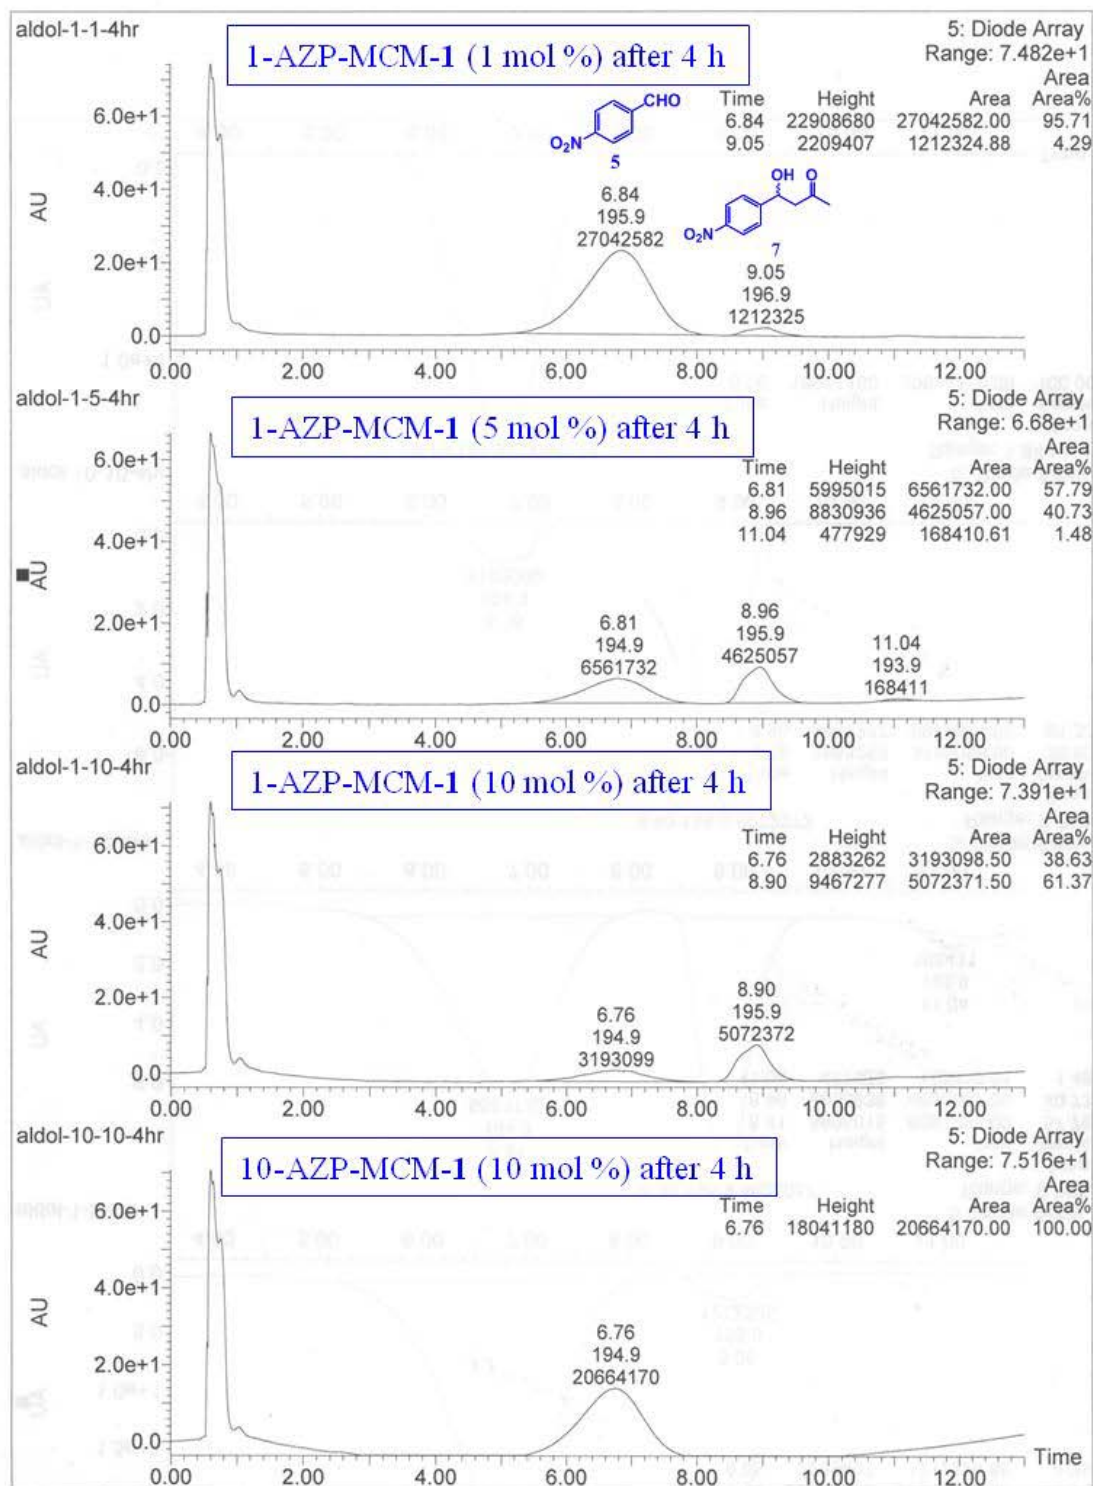 aldol-1-1-4hr
5: Diode Array
Range: 7.482e+1
1-AZP-MCM-1 (1 mol %) after 4 h
Area
Time Height Area Area%
6.84 22908680 27042582.00 95.71
9.05 2209407 1212324.88 4.29
CHO
O₂N
5
OH O
O₂N
7
6.84
195.9
27042582
9.05
196.9
1212325
AU
6.0e+1
4.0e+1
2.0e+1
0.0
0.00 2.00 4.00 6.00 8.00 10.00 12.00
aldol-1-5-4hr
5: Diode Array
Range: 6.68e+1
1-AZP-MCM-1 (5 mol %) after 4 h
Area
Time Height Area Area%
6.81 5995015 6561732.00 57.79
8.96 8830936 4625057.00 40.73
11.04 477929 168410.61 1.48
6.81
194.9
6561732
8.96
195.9
4625057
11.04
193.9
168411
AU
6.0e+1
4.0e+1
2.0e+1
0.0
0.00 2.00 4.00 6.00 8.00 10.00 12.00
aldol-1-10-4hr
5: Diode Array
Range: 7.391e+1
1-AZP-MCM-1 (10 mol %) after 4 h
Area
Time Height Area Area%
6.76 2883262 3193098.50 38.63
8.90 9467277 5072371.50 61.37
6.76
194.9
3193099
8.90
195.9
5072372
AU
6.0e+1
4.0e+1
2.0e+1
0.0
0.00 2.00 4.00 6.00 8.00 10.00 12.00
aldol-10-10-4hr
5: Diode Array
Range: 7.516e+1
10-AZP-MCM-1 (10 mol %) after 4 h
Area
Time Height Area Area%
6.76 18041180 20664170.00 100.00
6.76
194.9
20664170
AU
6.0e+1
4.0e+1
2.0e+1
0.0
Time
0.00 2.00 4.00 6.00 8.00 10.00 12.00